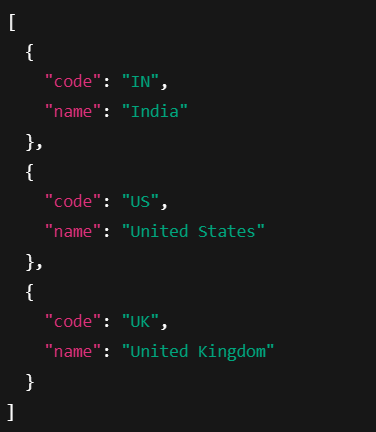 [
  {
    "code": "IN",
    "name": "India"
  },
  {
    "code": "US",
    "name": "United States"
  },
  {
    "code": "UK",
    "name": "United Kingdom"
  }
]